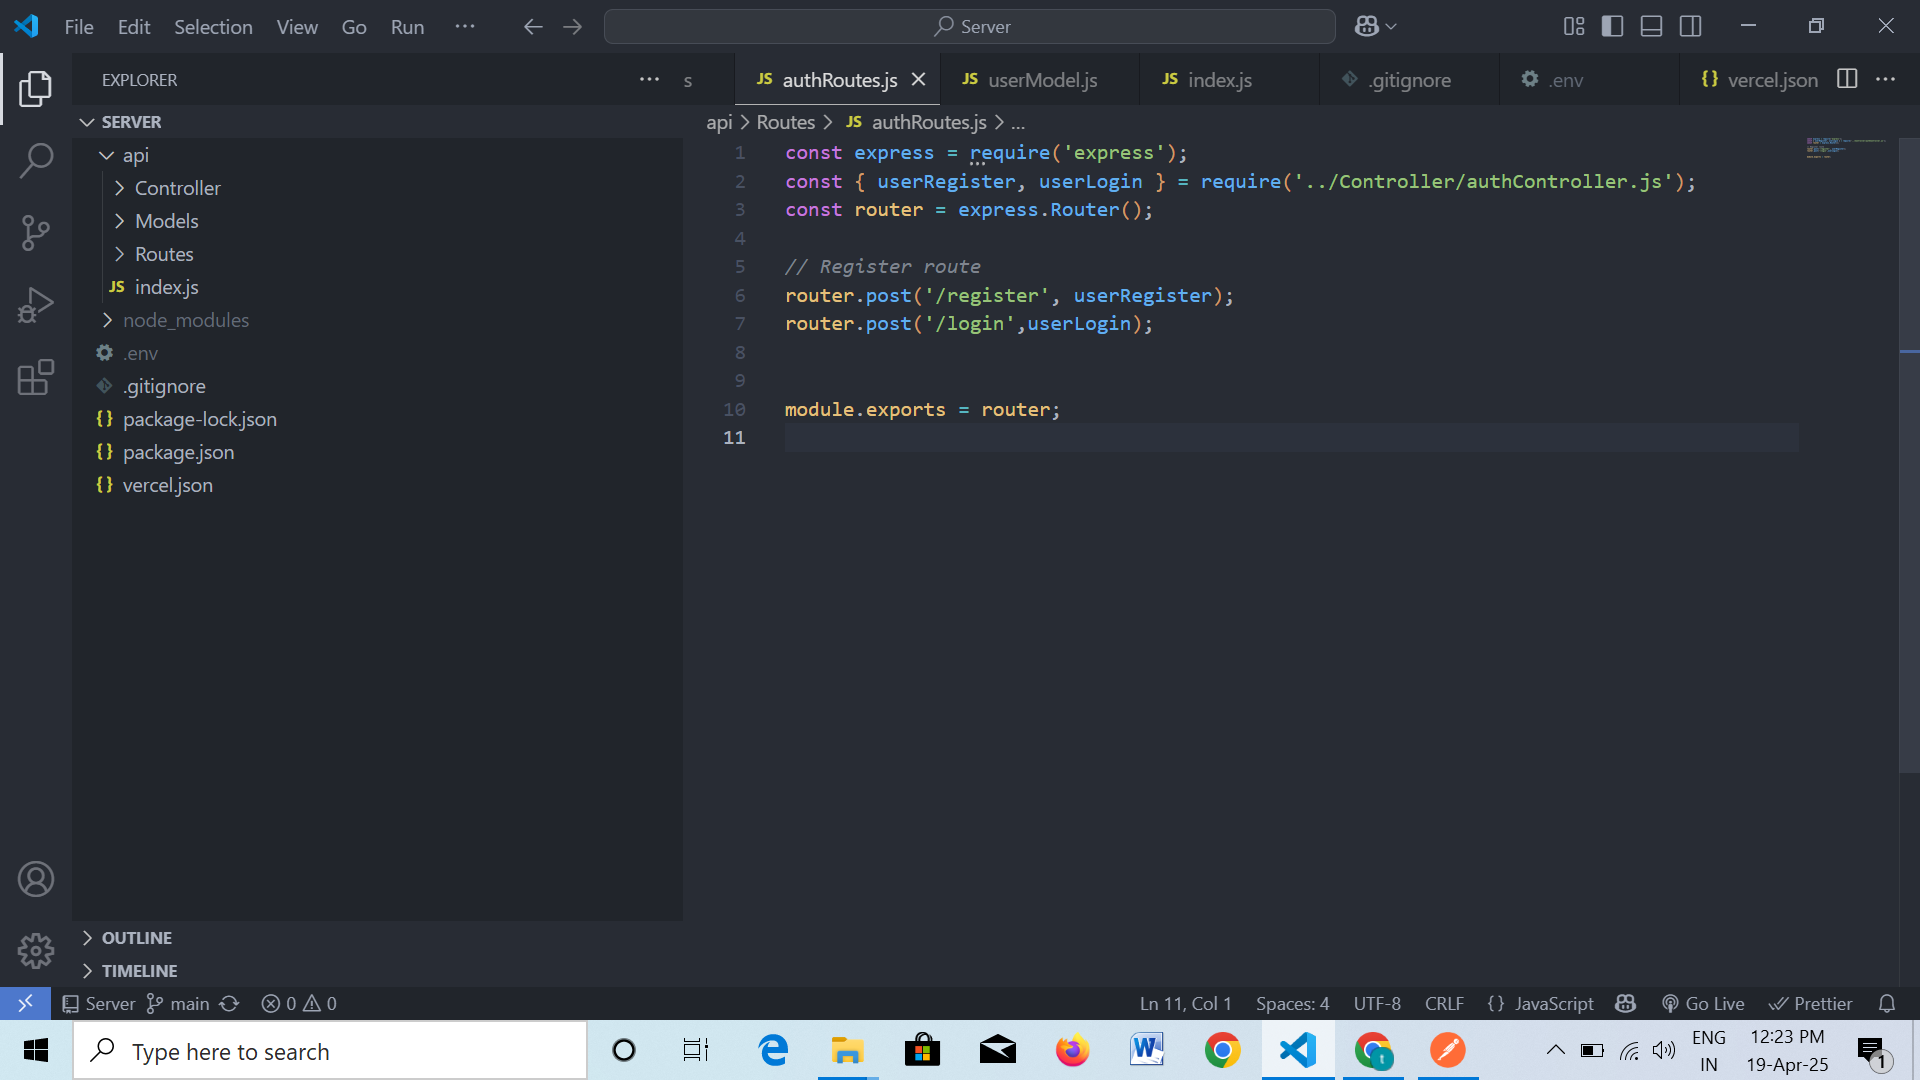 File Edit Selection View Go Run ... Server
EXPLORER ... s JS authRoutes.js JS userModel.js JS index.js .gitignore .env {} vercel.json ...
SERVER
api > Routes > JS authRoutes.js > ...
api
Controller
Models
Routes
JS index.js
node_modules
.env
.gitignore
{} package-lock.json
{} package.json
{} vercel.json
1 const express = require('express');
2 const { userRegister, userLogin } = require('../Controller/authController.js');
3 const router = express.Router();
4
5 // Register route
6 router.post('/register', userRegister);
7 router.post('/login',userLogin);
8
9
10 module.exports = router;
11
OUTLINE
TIMELINE
Server main 0 0 Ln 11, Col 1 Spaces: 4 UTF-8 CRLF {} JavaScript Go Live Prettier
Type here to search
W
t
ENG
IN
12:23 PM
19-Apr-25
1